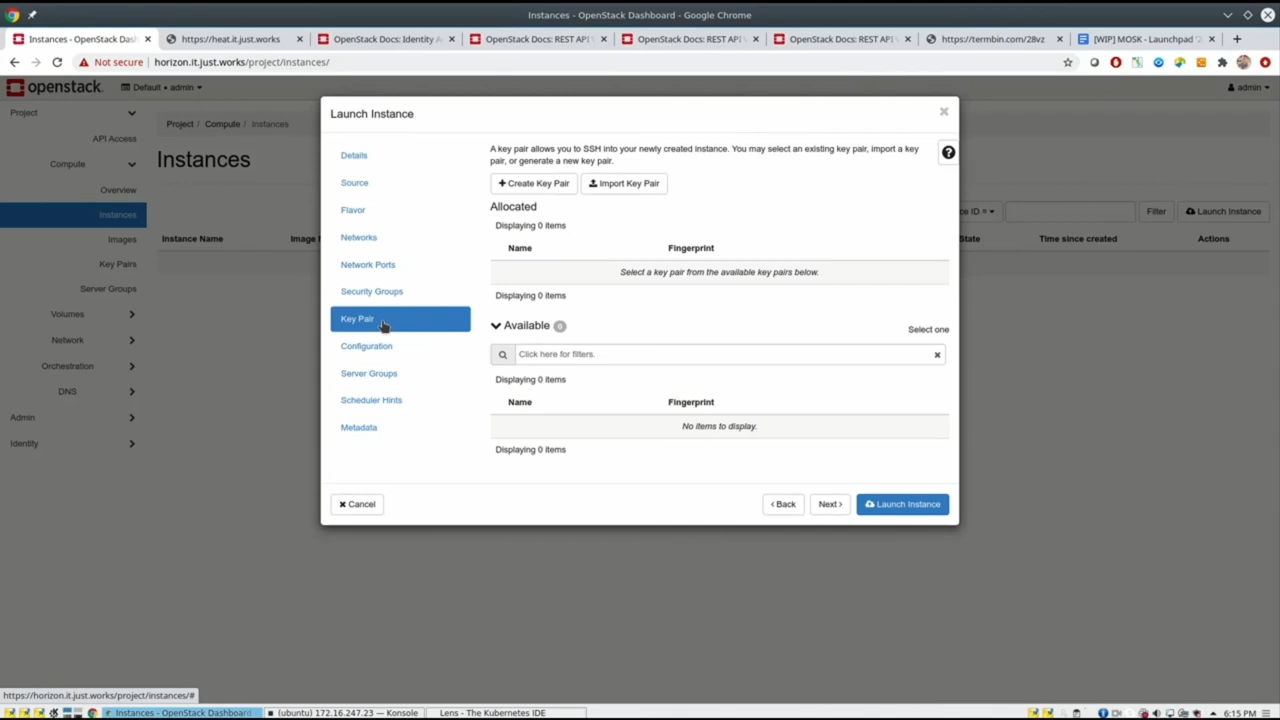 Instances - OpenStack Dashboard - Google Chrome
Instances - OpenStack Das
https://heat.it.just.works
OpenStack Docs: Identity A
OpenStack Docs: REST API V
OpenStack Docs: REST API V
OpenStack Docs: REST API V
https://termbin.com/28vz
[WIP] MOSK - Launchpad
Not secure
horizon.it.just.works/project/instances/
openstack.
Default • admin
admin
Project
API Access
Compute
Overview
Instances
Images
Key Pairs
Server Groups
Volumes
Network
Orchestration
DNS
Admin
Identity
Project / Compute / Instances
Instances
ce ID =
Filter
Launch Instance
Instance Name
Image
State
Time since created
Actions
Launch Instance
Details
Source
Flavor
Networks
Network Ports
Security Groups
Key Pair
Configuration
Server Groups
Scheduler Hints
Metadata
A key pair allows you to SSH into your newly created instance. You may select an existing key pair, import a key
pair, or generate a new key pair.
Create Key Pair
Import Key Pair
Allocated
Displaying 0 items
Name Fingerprint
Select a key pair from the available key pairs below.
Displaying 0 items
Available 0
Select one
Click here for filters.
Displaying 0 items
Name Fingerprint
No items to display.
Displaying 0 items
Cancel
‹ Back
Next ›
Launch Instance
https://horizon.it.just.works/project/instances/#
Instances - OpenStack Dashboard
(ubuntu) 172.16.247.23 — Konsole
Lens - The Kubernetes IDE
6:15 PM